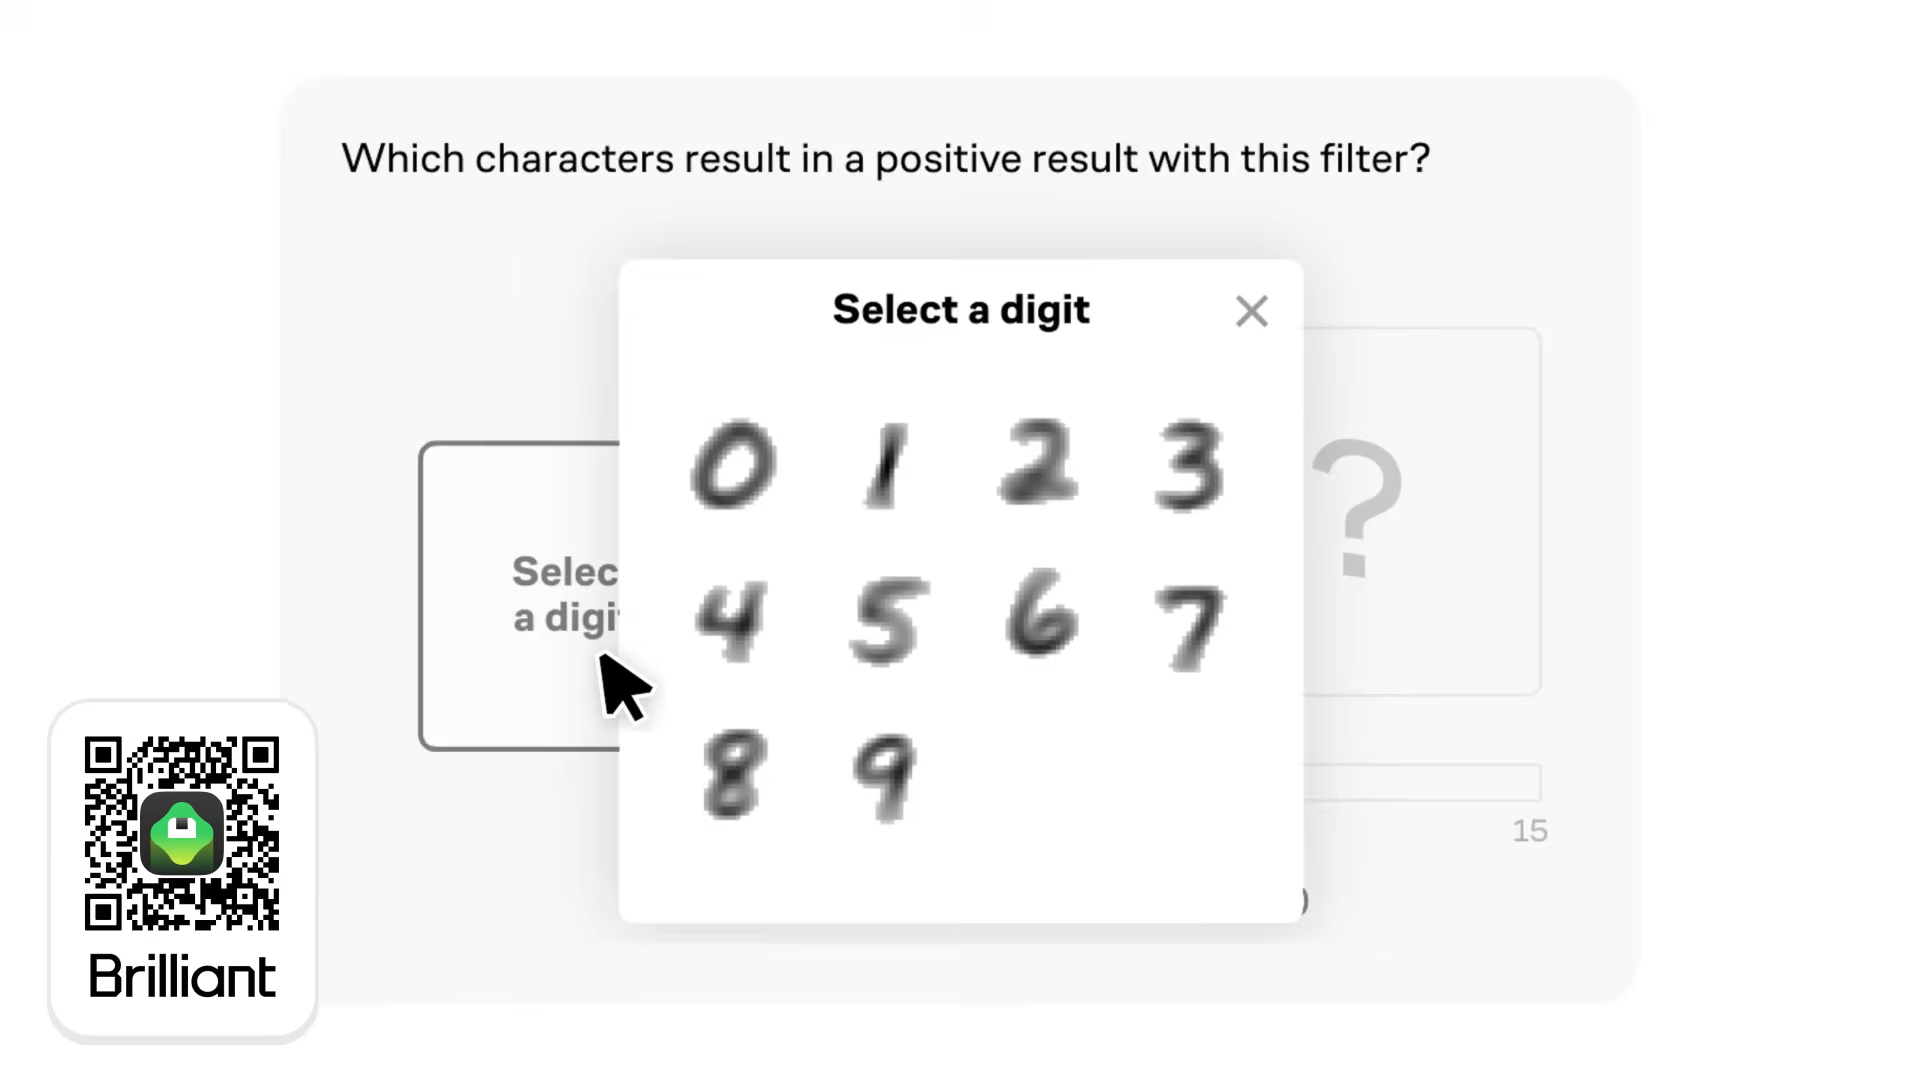 Which characters result in a positive result with this filter?
Select a digit
0 1 2 3
?
Selec
a digi
4 5 6 7
8 9
15
Brilliant